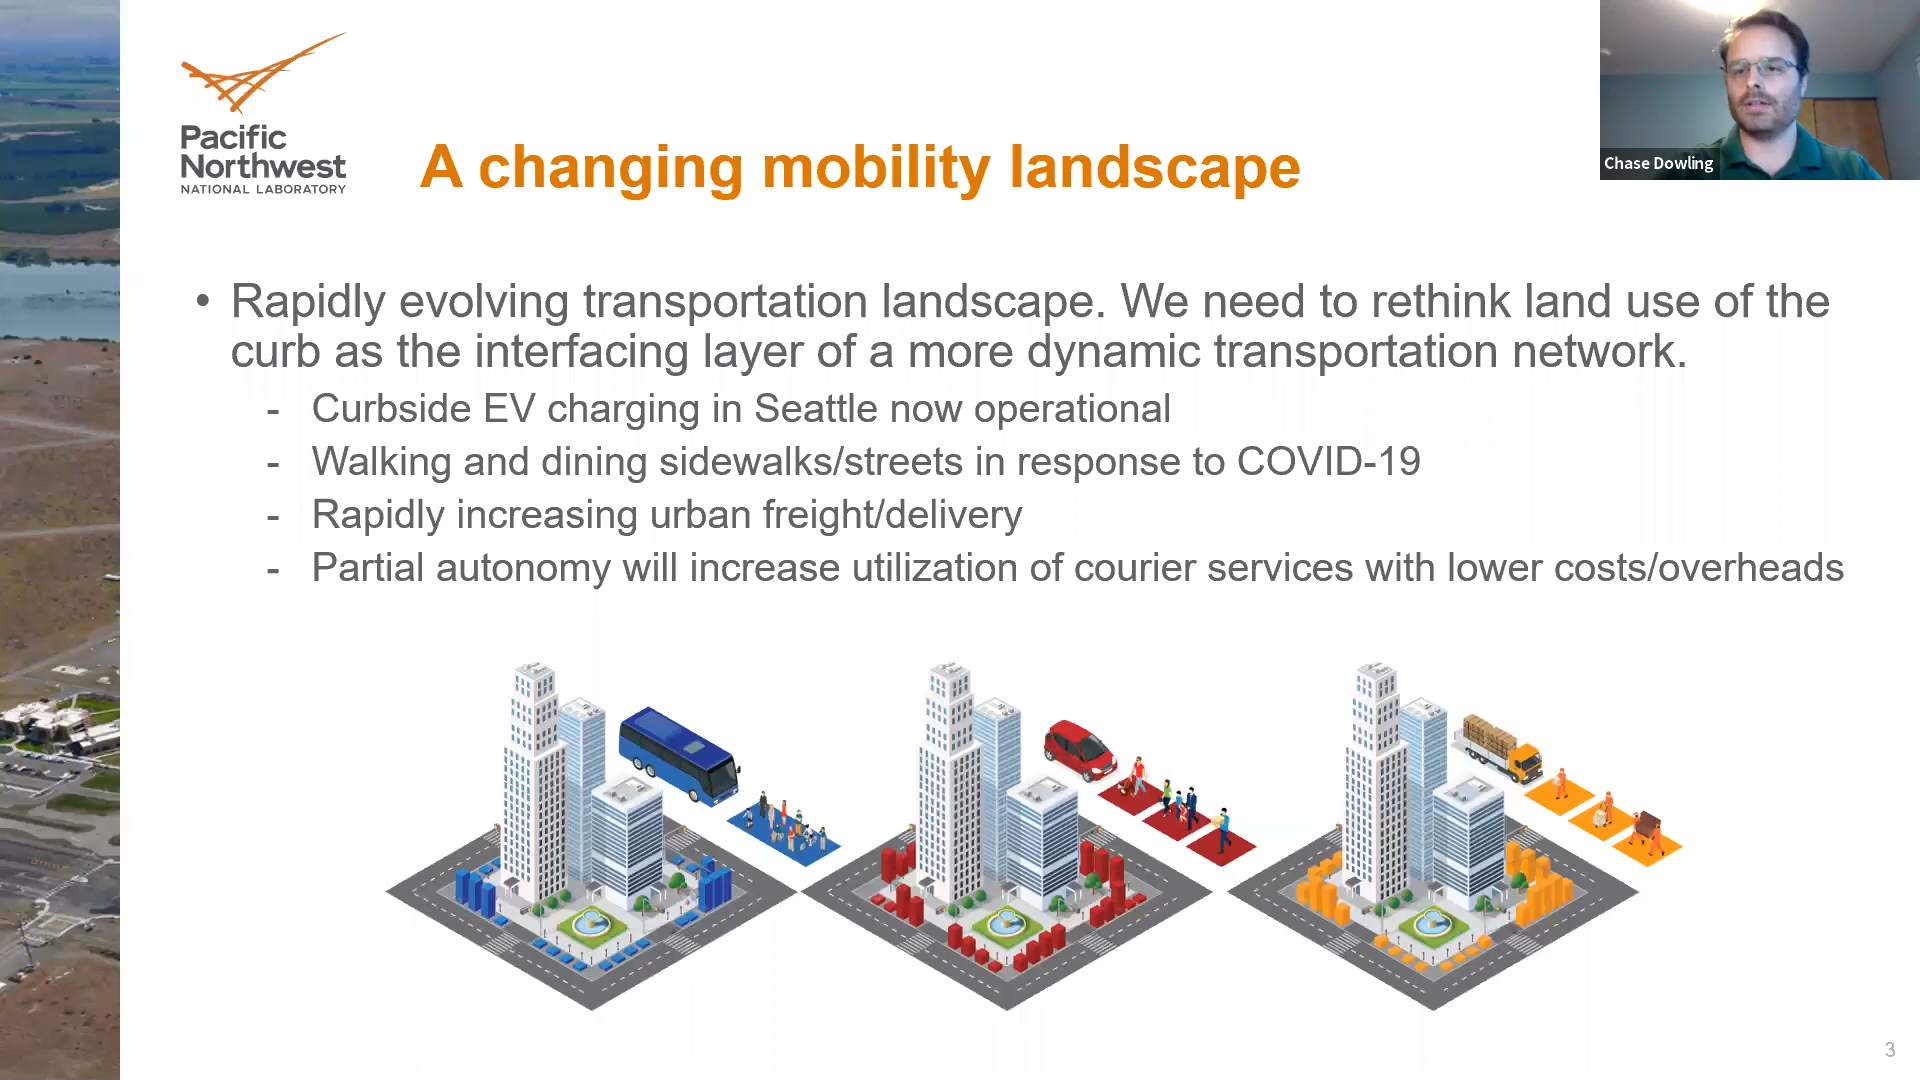 Pacific
Northwest
NATIONAL LABORATORY
A changing mobility landscape
Chase Dowling
• Rapidly evolving transportation landscape. We need to rethink land use of the
curb as the interfacing layer of a more dynamic transportation network.
- Curbside EV charging in Seattle now operational
- Walking and dining sidewalks/streets in response to COVID-19
- Rapidly increasing urban freight/delivery
- Partial autonomy will increase utilization of courier services with lower costs/overheads
3